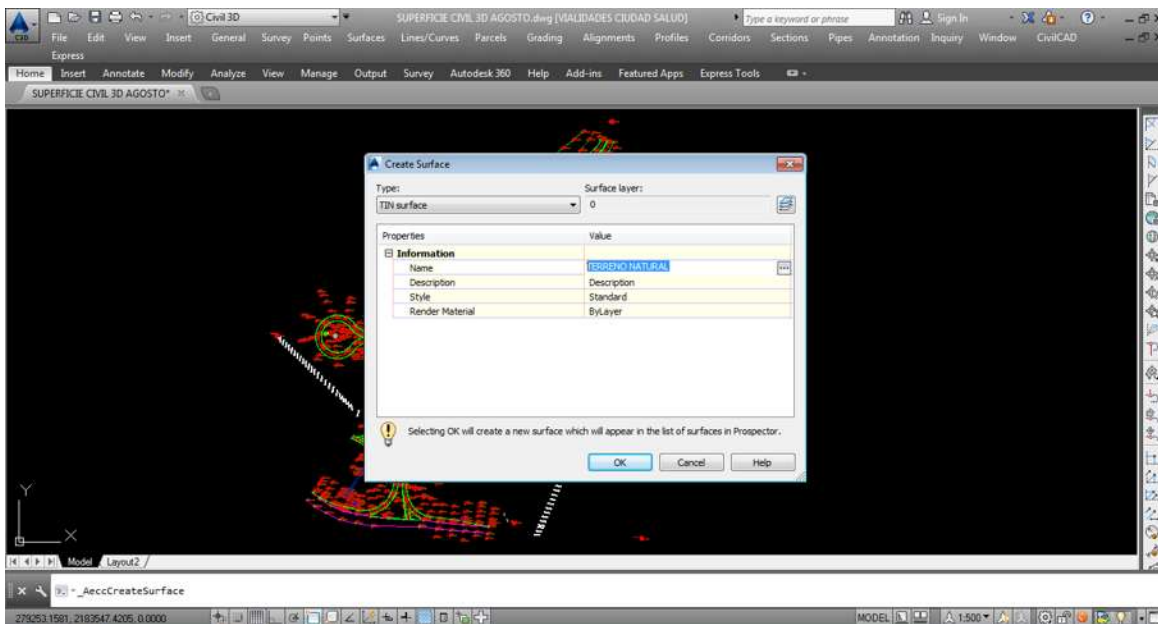 Civil 3D SUPERFICIE CIVIL 3D AGOSTO.dwg [VIALIDADES CIUDAD SALUD] Type a keyword or phrase Sign In
C3D File Edit View Insert General Survey Points Surfaces Lines/Curves Parcels Grading Alignments Profiles Corridors Sections Pipes Annotation Inquiry Window CivilCAD
Express
Home Insert Annotate Modify Analyze View Manage Output Survey Autodesk 360 Help Add-ins Featured Apps Express Tools
SUPERFICIE CIVIL 3D AGOSTO*
Create Surface
Type: Surface layer:
TIN surface 0
Properties Value
Information
Name TERRENO NATURAL
Description Description
Style Standard
Render Material ByLayer
Selecting OK will create a new surface which will appear in the list of surfaces in Prospector.
OK Cancel Help
Y
X
Model Layout2
_AeccCreateSurface
279253.1581, 2183547.4205, 0.0000 MODEL 1:500